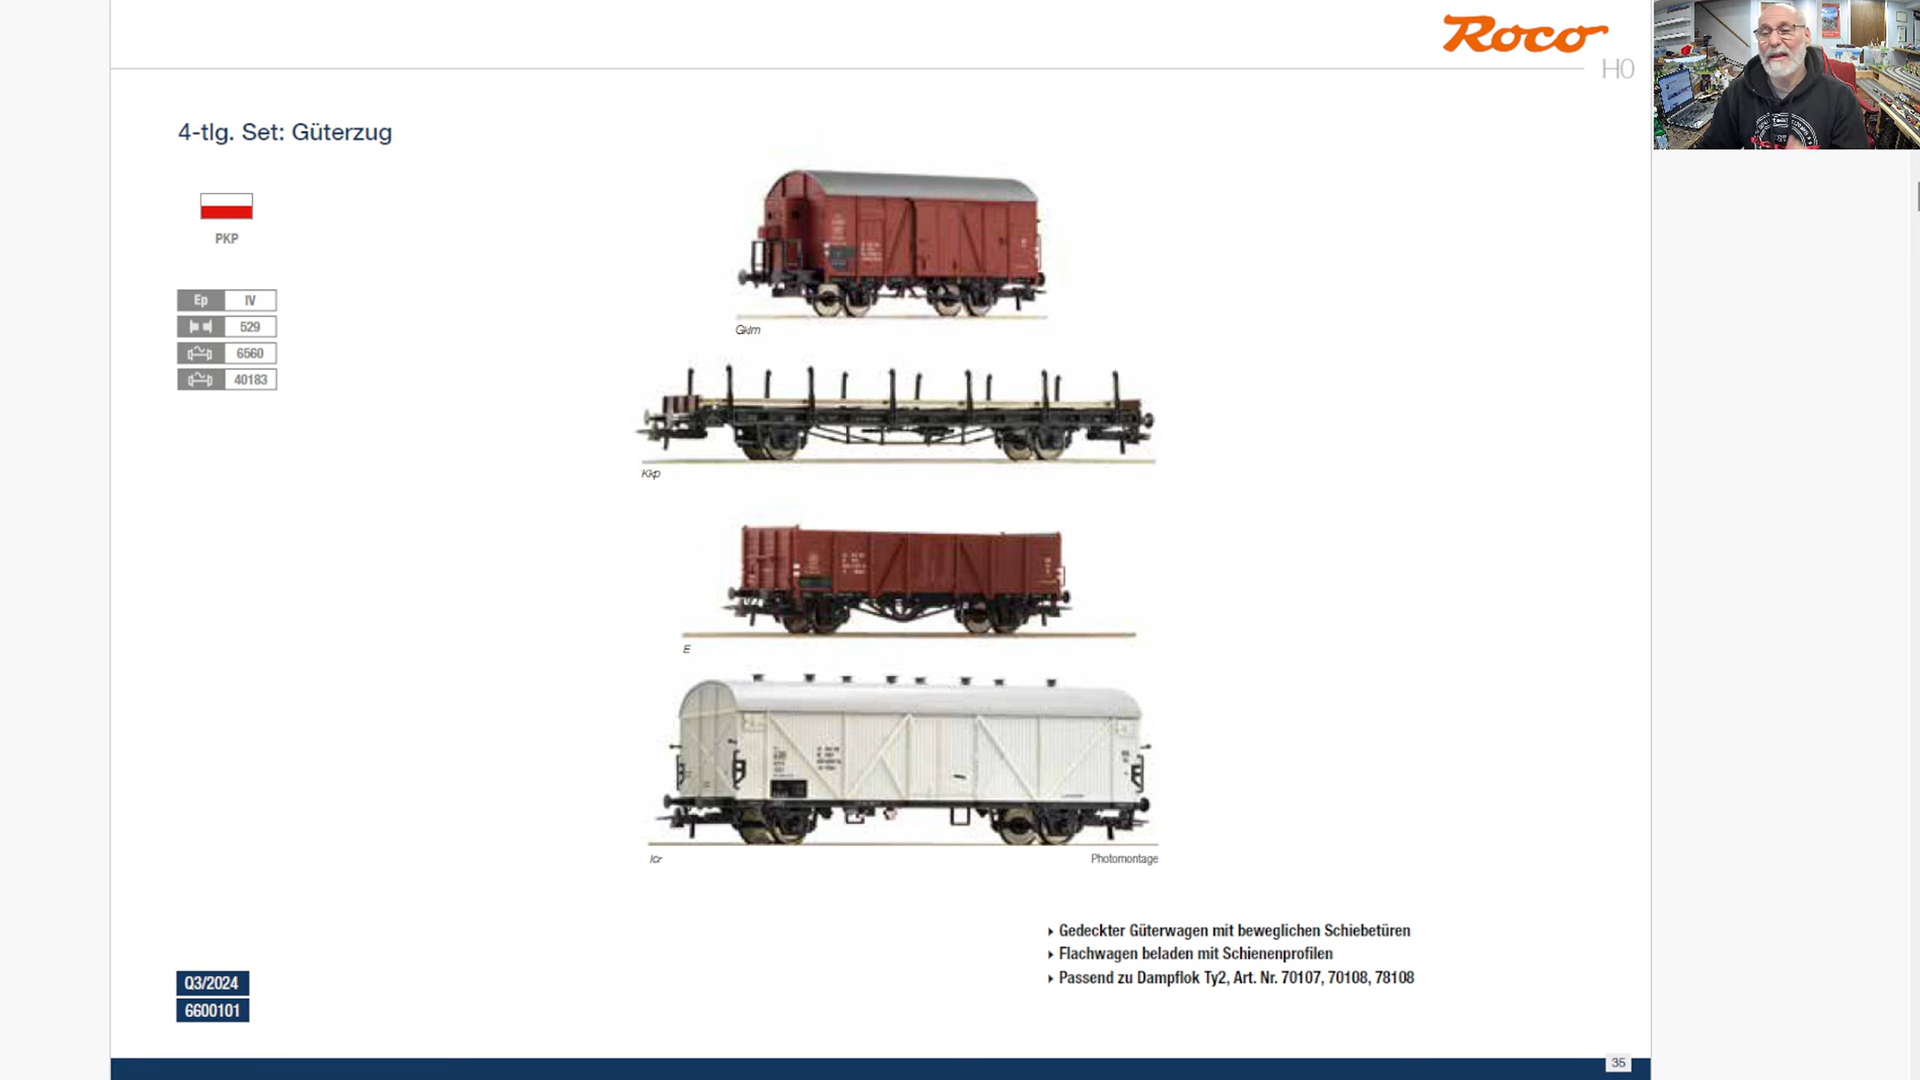 Roco
H0
4-tlg. Set: Güterzug
PKP
Ep IV
529
6560
40183
Gklm
Kkp
E
Icr
Photomontage
Gedeckter Güterwagen mit beweglichen Schiebetüren
Flachwagen beladen mit Schienenprofilen
Passend zu Dampflok Ty2, Art. Nr. 70107, 70108, 78108
Q3/2024
6600101
35